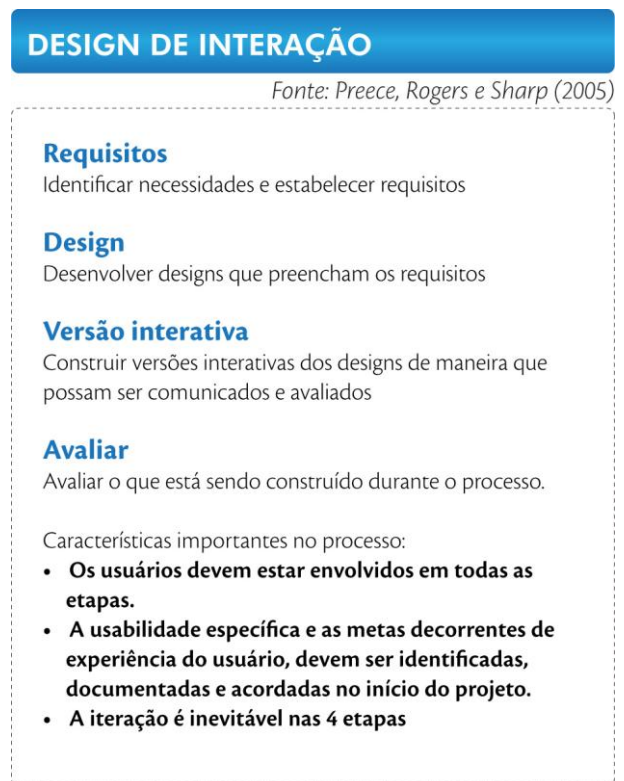 DESIGN DE INTERAÇÃO
Fonte: Preece, Rogers e Sharp (2005)
Requisitos
Identificar necessidades e estabelecer requisitos
Design
Desenvolver designs que preencham os requisitos
Versão interativa
Construir versões interativas dos designs de maneira que
possam ser comunicados e avaliados
Avaliar
Avaliar o que está sendo construído durante o processo.
Características importantes no processo:
• Os usuários devem estar envolvidos em todas as
etapas.
• A usabilidade específica e as metas decorrentes de
experiência do usuário, devem ser identificadas,
documentadas e acordadas no início do projeto.
• A iteração é inevitável nas 4 etapas